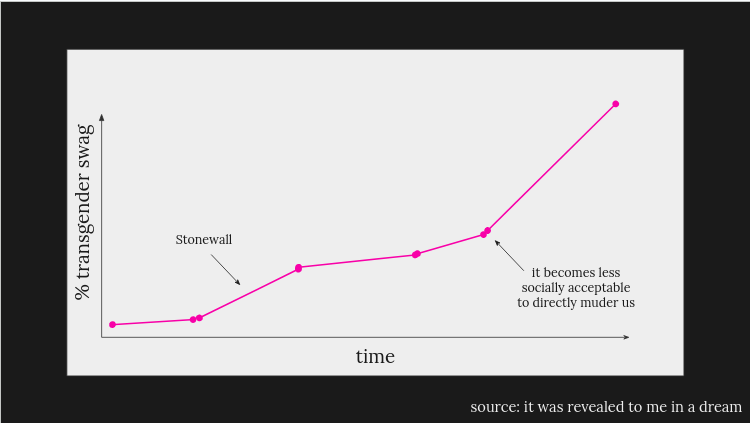 % transgender swag
Stonewall
it becomes less
socially acceptable
to directly muder us
time
source: it was revealed to me in a dream